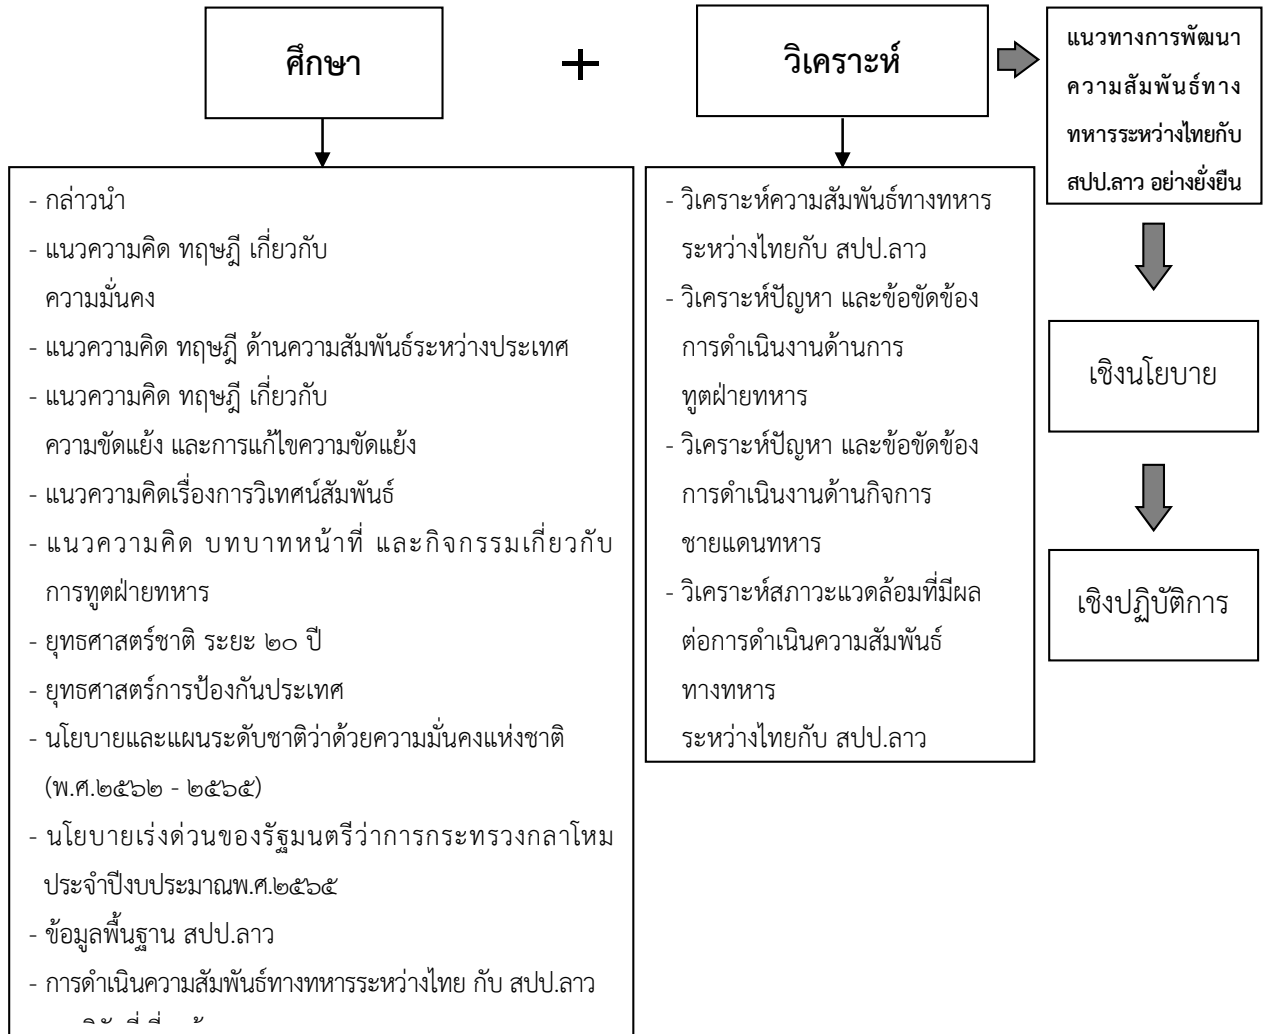 ศึกษา
+
วิเคราะห์
แนวทางการพัฒนา
ความสัมพันธ์ทาง
ทหารระหว่างไทยกับ
สปป.ลาว อย่างยั่งยืน
- กล่าวนำ
- แนวความคิด ทฤษฎี เกี่ยวกับ
ความมั่นคง
- แนวความคิด ทฤษฎี ด้านความสัมพันธ์ระหว่างประเทศ
- แนวความคิด ทฤษฎี เกี่ยวกับ
ความขัดแย้ง และการแก้ไขความขัดแย้ง
- แนวความคิดเรื่องการวิเทศน์สัมพันธ์
- แนวความคิด บทบาทหน้าที่ และกิจกรรมเกี่ยวกับ
การทูตฝ่ายทหาร
- ยุทธศาสตร์ชาติ ระยะ ๒๐ ปี
- ยุทธศาสตร์การป้องกันประเทศ
- นโยบายและแผนระดับชาติว่าด้วยความมั่นคงแห่งชาติ
(พ.ศ.๒๕๖๒ - ๒๕๖๕)
- นโยบายเร่งด่วนของรัฐมนตรีว่าการกระทรวงกลาโหม
ประจำปีงบประมาณพ.ศ.๒๕๖๕
- ข้อมูลพื้นฐาน สปป.ลาว
- การดำเนินความสัมพันธ์ทางทหารระหว่างไทย กับ สปป.ลาว
- วิเคราะห์ความสัมพันธ์ทางทหาร
ระหว่างไทยกับ สปป.ลาว
- วิเคราะห์ปัญหา และข้อขัดข้อง
การดำเนินงานด้านการ
ทูตฝ่ายทหาร
- วิเคราะห์ปัญหา และข้อขัดข้อง
การดำเนินงานด้านกิจการ
ชายแดนทหาร
- วิเคราะห์สภาวะแวดล้อมที่มีผล
ต่อการดำเนินความสัมพันธ์
ทางทหาร
ระหว่างไทยกับ สปป.ลาว
เชิงนโยบาย
เชิงปฏิบัติการ